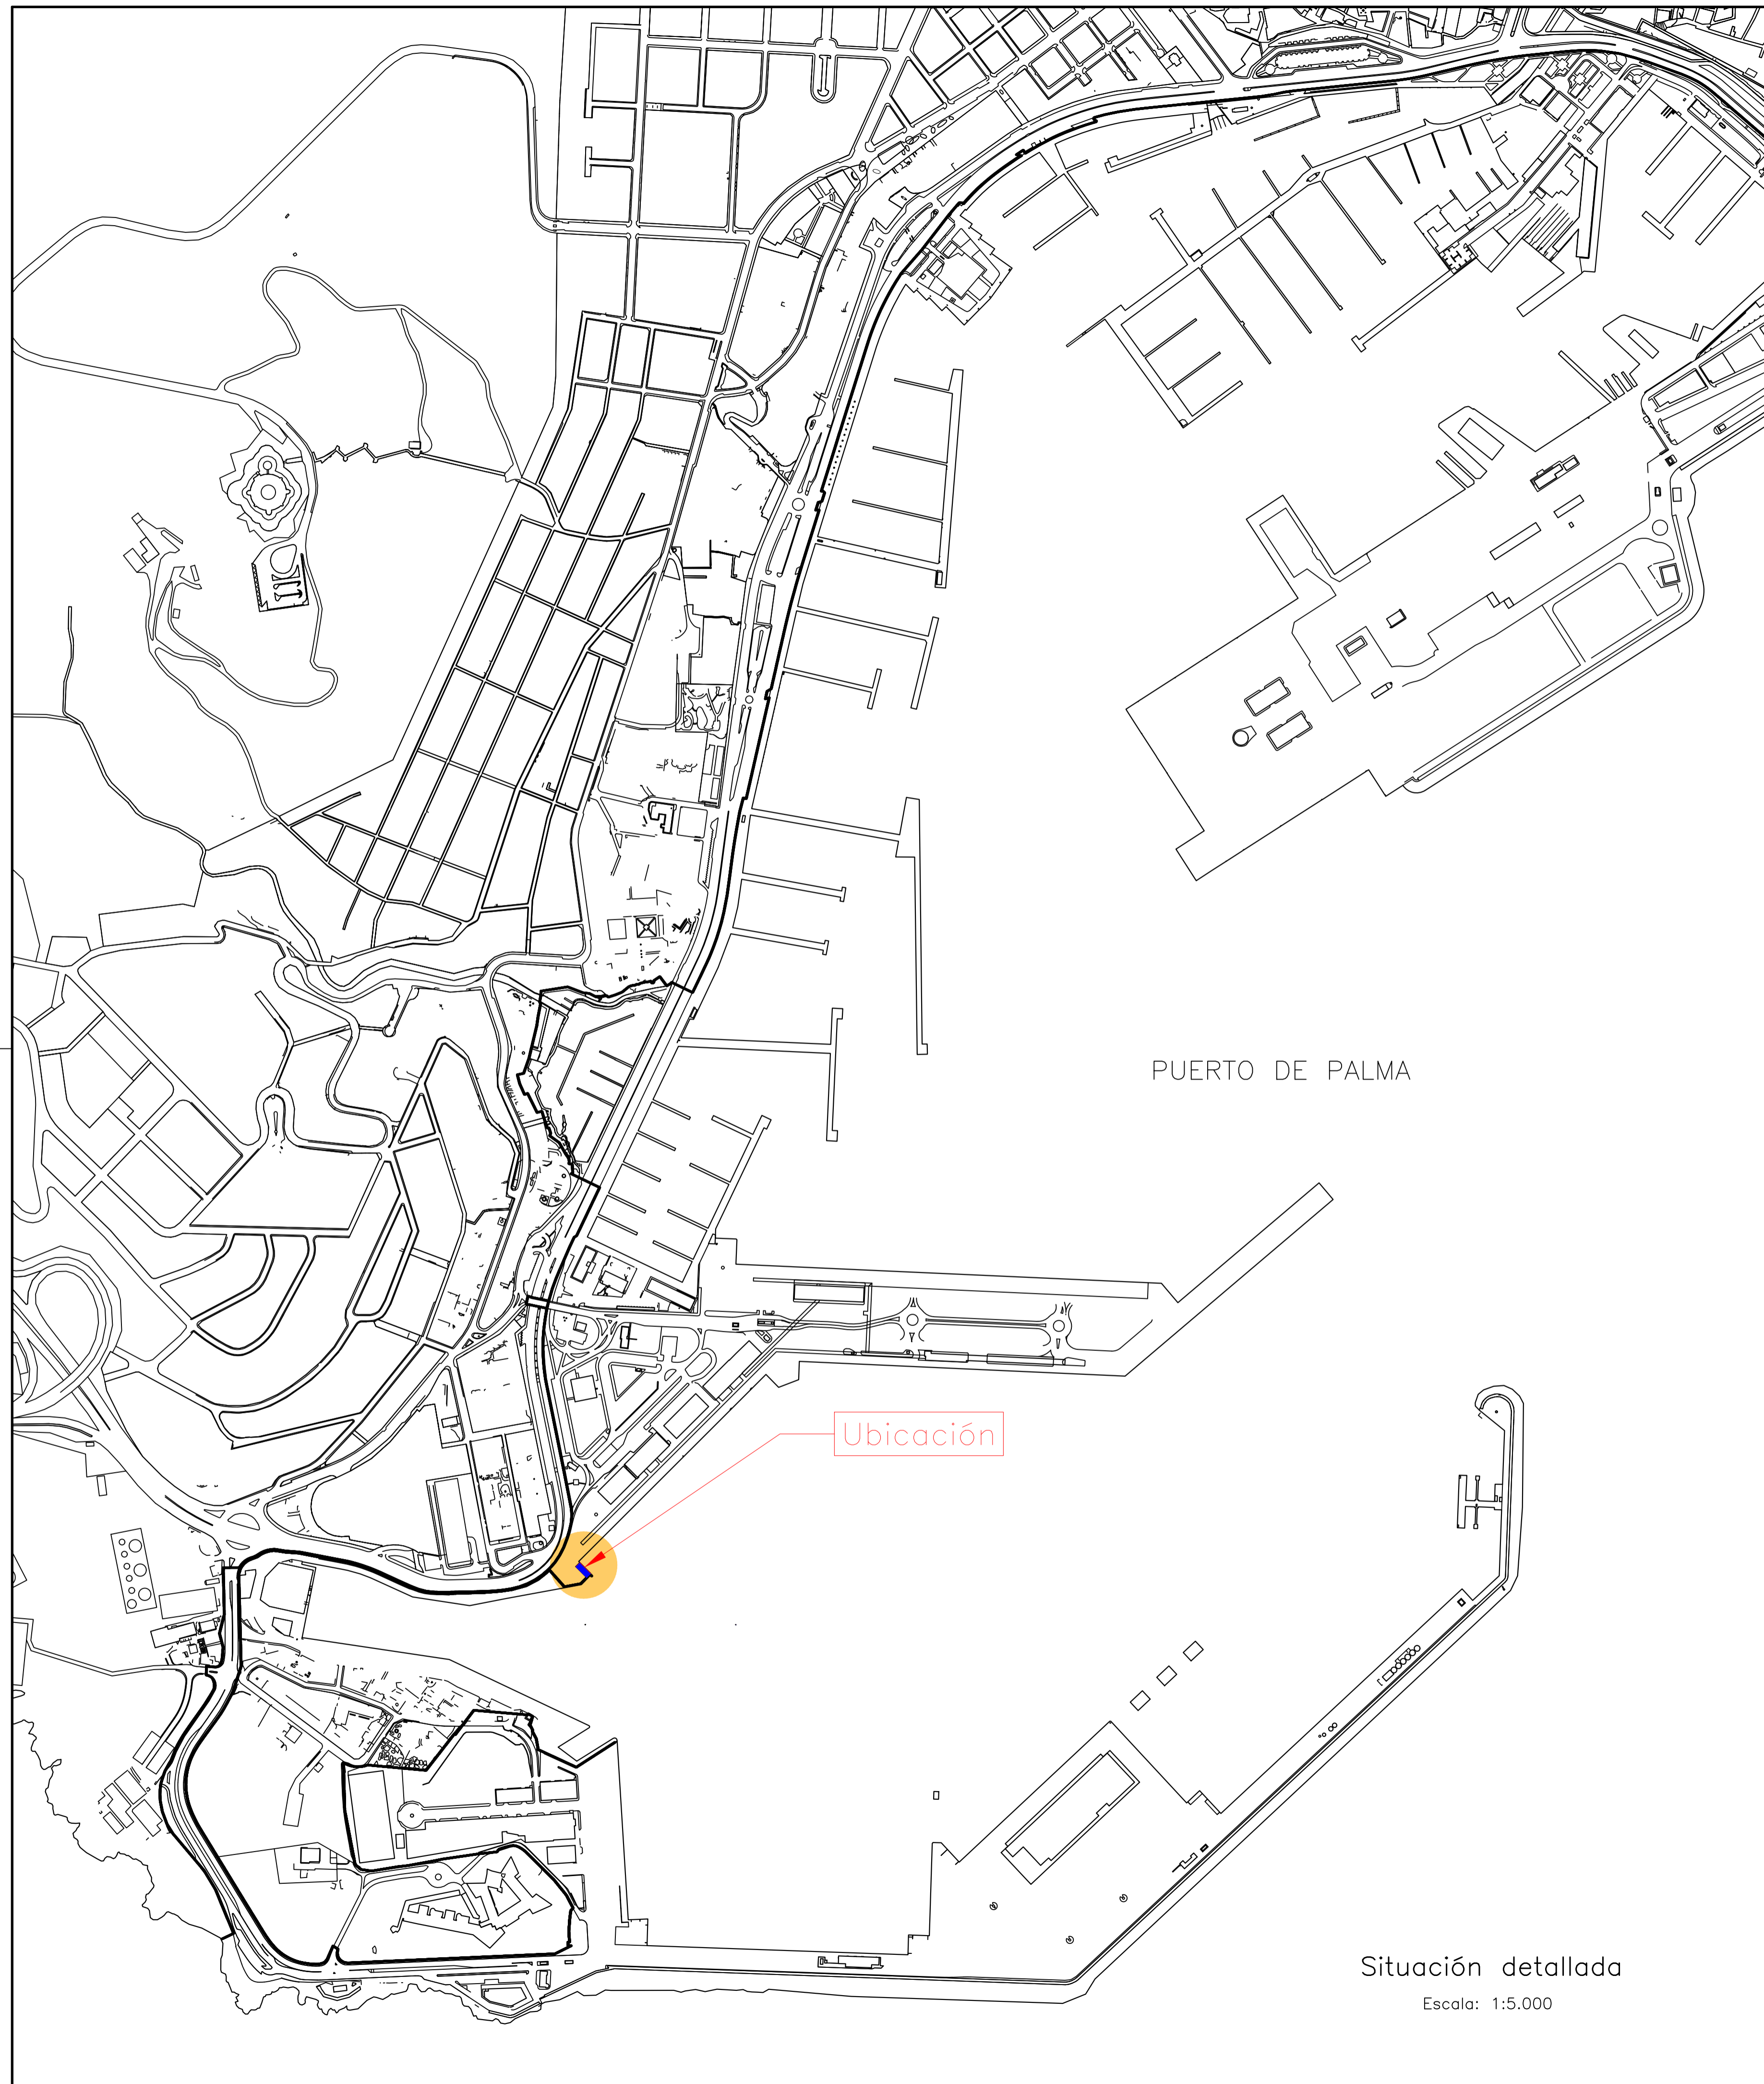 PUERTO DE PALMA
Ubicación
Situación detallada
Escala: 1:5.000